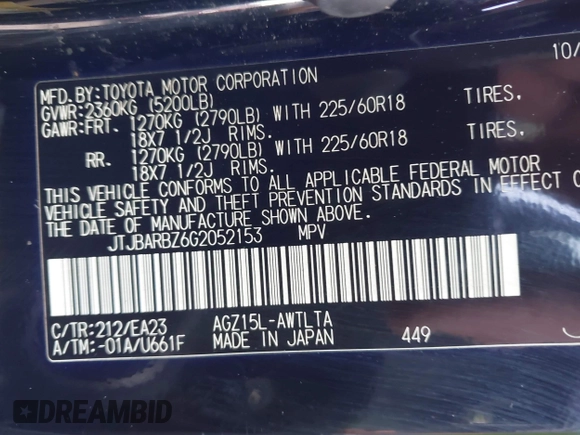 10/
MFD.BY:TOYOTA MOTOR CORPORATION
GVWR:2360KG (5200LB)
GAWR:FRT. 1270KG (2790LB) WITH 225/60R18 TIRES,
18X7 1/2J RIMS.
RR. 1270KG (2790LB) WITH 225/60R18 TIRES,
18X7 1/2J RIMS.
THIS VEHICLE CONFORMS TO ALL APPLICABLE FEDERAL MOTOR
VEHICLE SAFETY AND THEFT PREVENTION STANDARDS IN EFFECT O
THE DATE OF MANUFACTURE SHOWN ABOVE.
JTJBARBZ6G2052153 MPV
C/TR:212/EA23 AGZ15L-AWTLTA
A/TM:-01A/U661F MADE IN JAPAN 449
DREAMBID